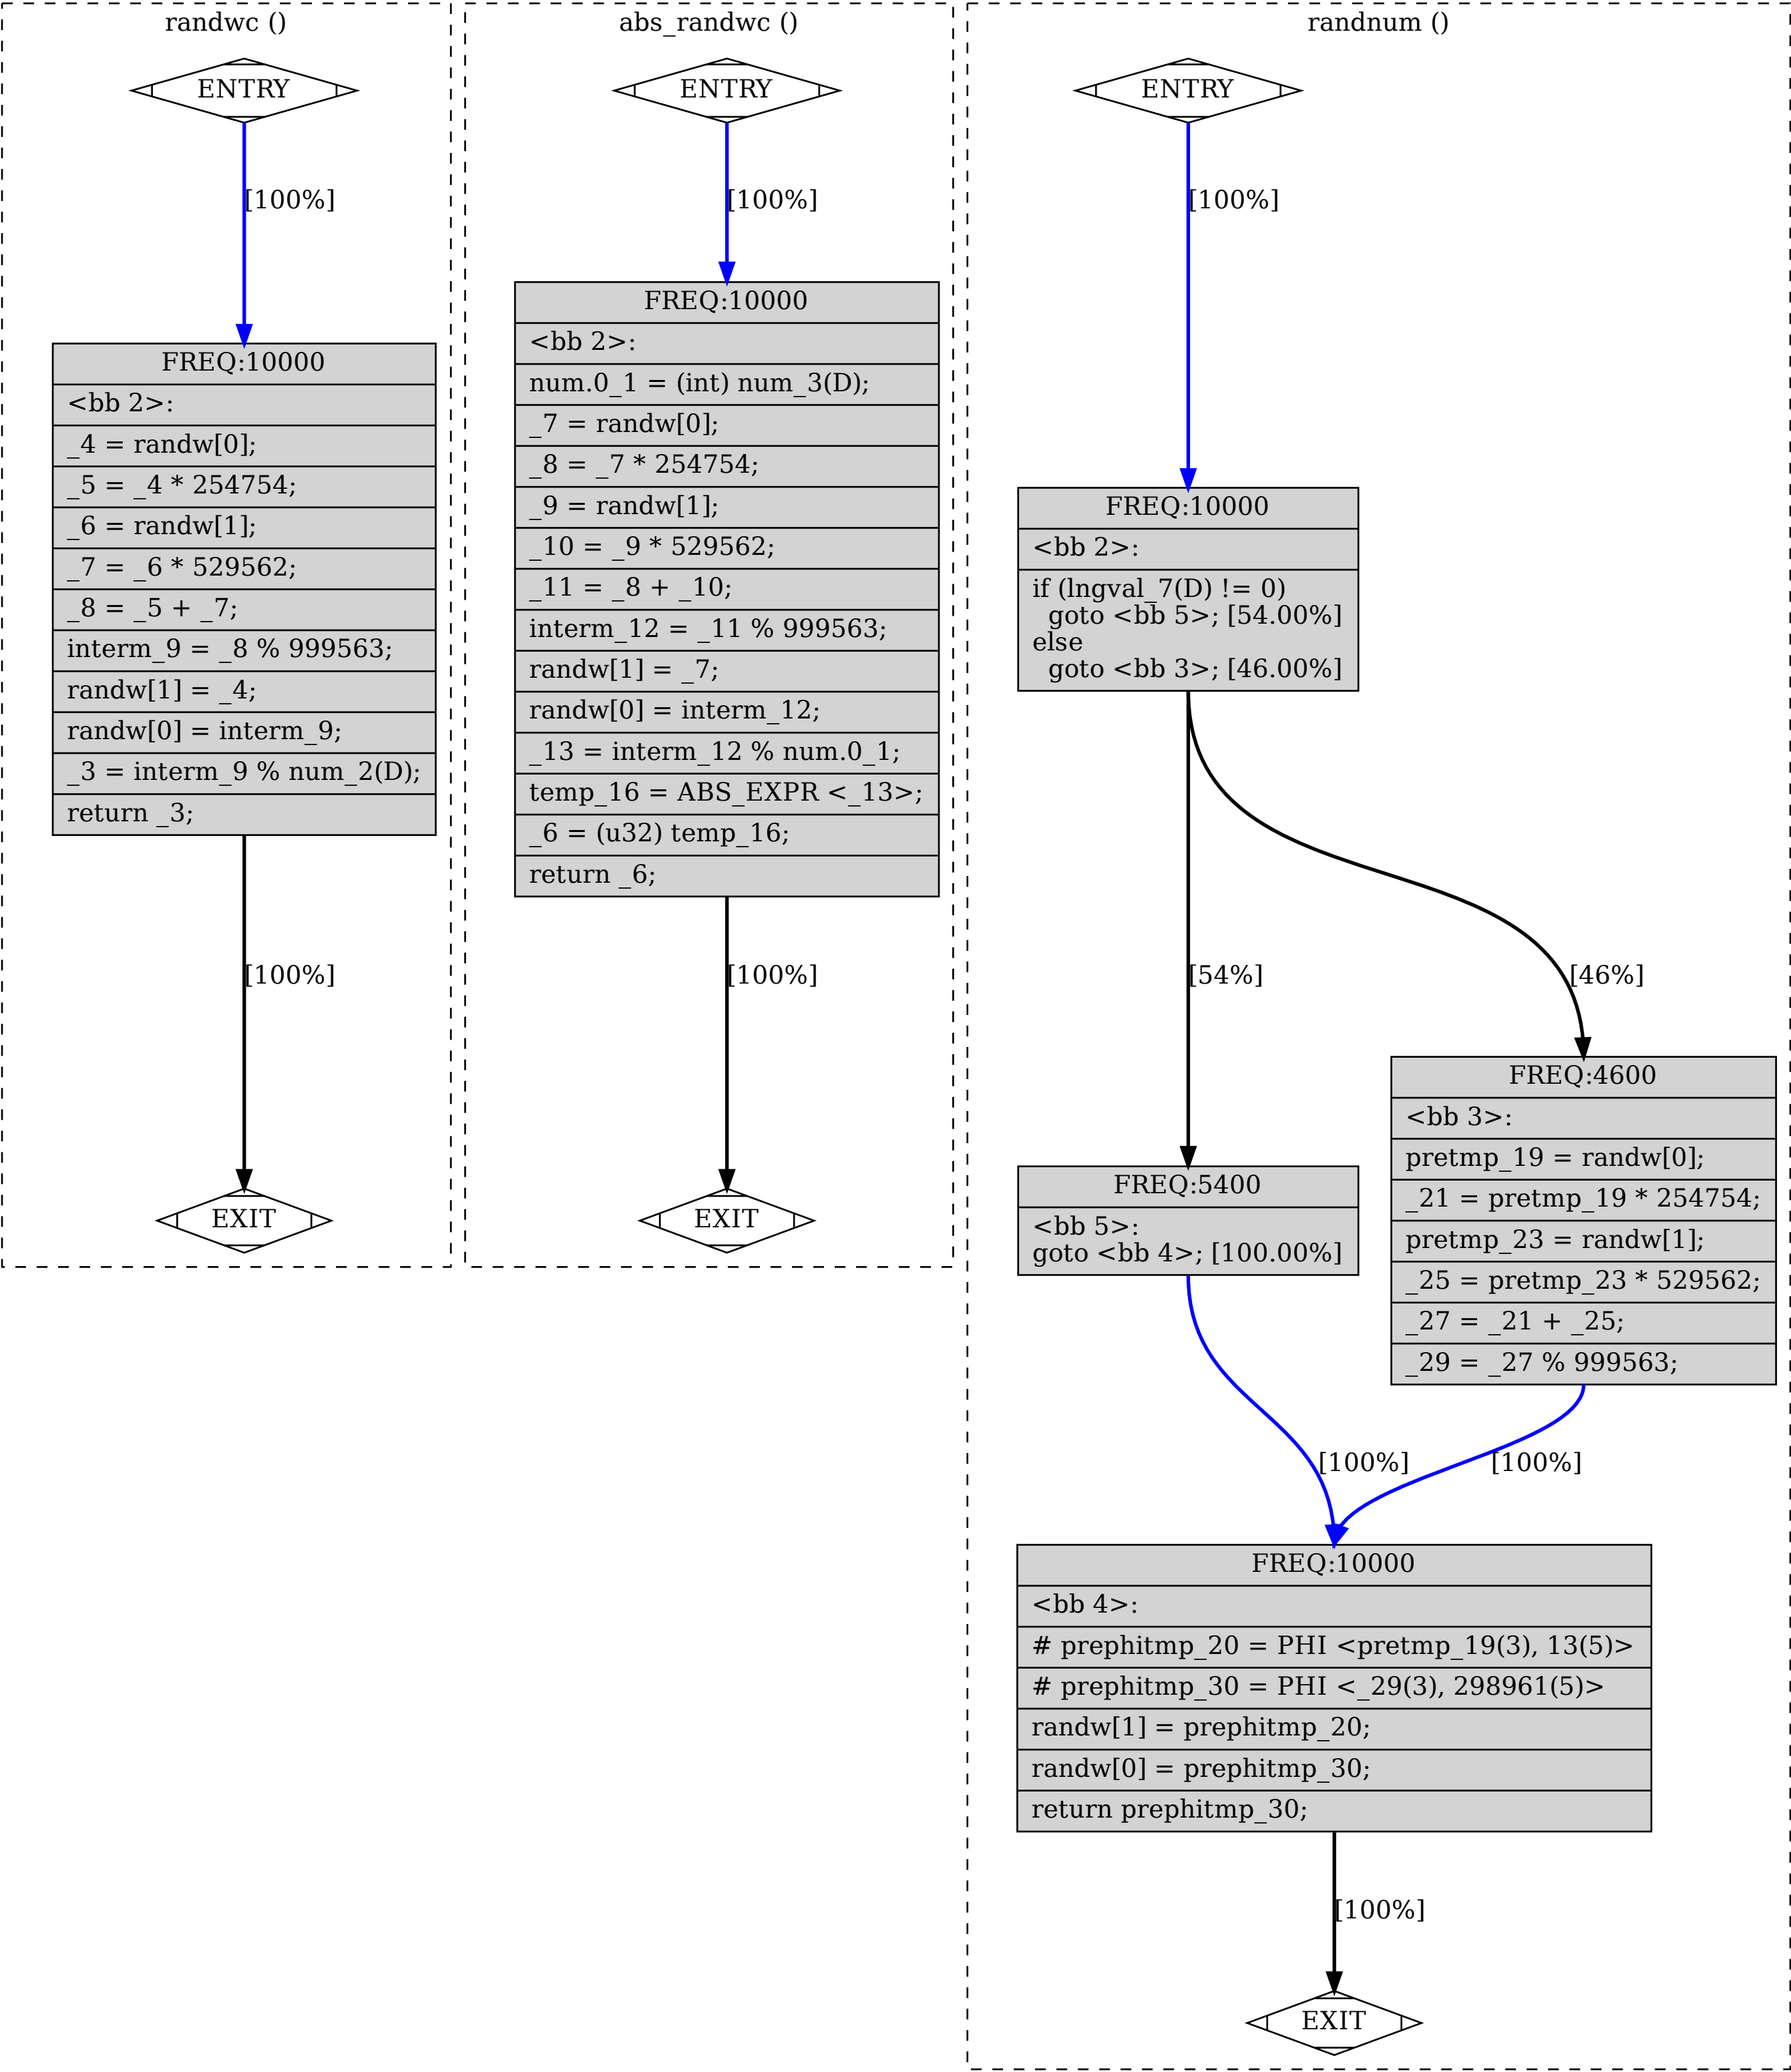 randwc ()
ENTRY
[100%]
FREQ:10000
<bb 2>:
_4 = randw[0];
_5 = _4 * 254754;
_6 = randw[1];
_7 = _6 * 529562;
_8 = _5 + _7;
interm_9 = _8 % 999563;
randw[1] = _4;
randw[0] = interm_9;
_3 = interm_9 % num_2(D);
return _3;
[100%]
EXIT
abs_randwc ()
ENTRY
[100%]
FREQ:10000
<bb 2>:
num.0_1 = (int) num_3(D);
_7 = randw[0];
_8 = _7 * 254754;
_9 = randw[1];
_10 = _9 * 529562;
_11 = _8 + _10;
interm_12 = _11 % 999563;
randw[1] = _7;
randw[0] = interm_12;
_13 = interm_12 % num.0_1;
temp_16 = ABS_EXPR <_13>;
_6 = (u32) temp_16;
return _6;
[100%]
EXIT
randnum ()
ENTRY
[100%]
FREQ:10000
<bb 2>:
if (lngval_7(D) != 0)
goto <bb 5>; [54.00%]
else
goto <bb 3>; [46.00%]
[54%]
[46%]
FREQ:5400
<bb 5>:
goto <bb 4>; [100.00%]
FREQ:4600
<bb 3>:
pretmp_19 = randw[0];
_21 = pretmp_19 * 254754;
pretmp_23 = randw[1];
_25 = pretmp_23 * 529562;
_27 = _21 + _25;
_29 = _27 % 999563;
[100%]
[100%]
FREQ:10000
<bb 4>:
# prephitmp_20 = PHI <pretmp_19(3), 13(5)>
# prephitmp_30 = PHI <_29(3), 298961(5)>
randw[1] = prephitmp_20;
randw[0] = prephitmp_30;
return prephitmp_30;
[100%]
EXIT